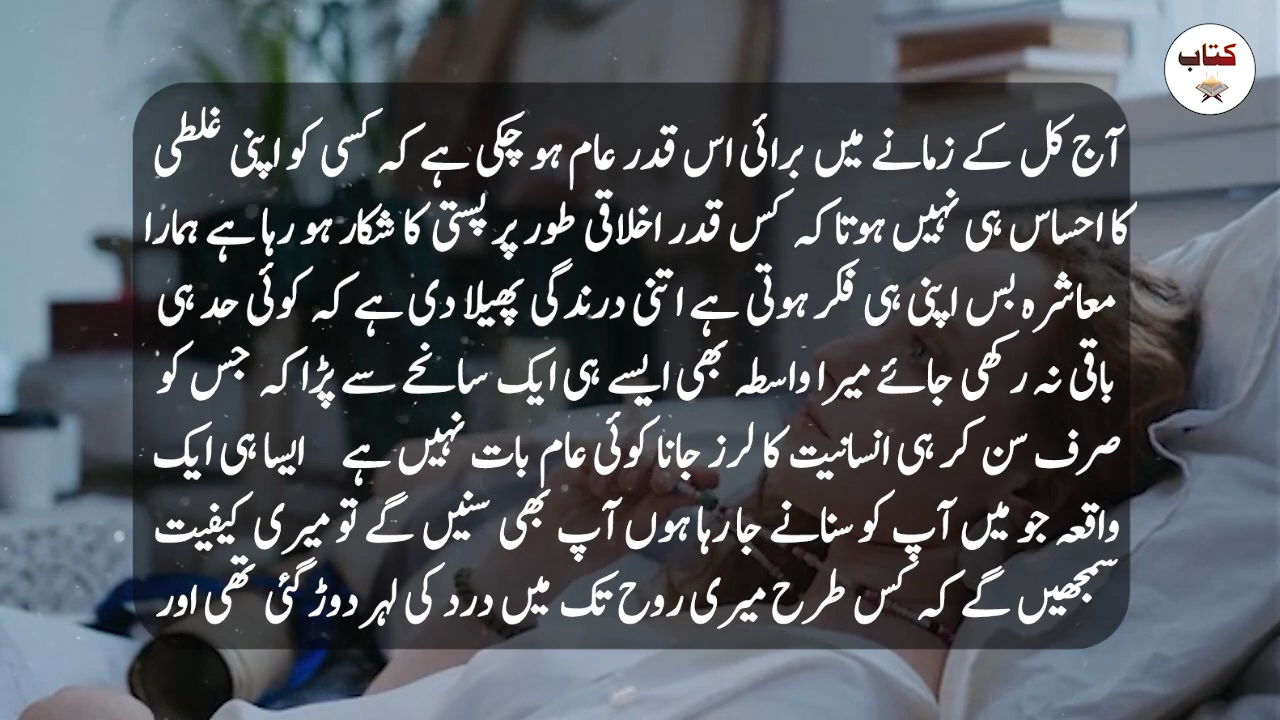 کتاب
آج کل کے زمانے میں برائی اس قدر عام ہو چکی ہے کہ کسی کو اپنی غلطی
کا احساس ہی نہیں ہوتا کہ کس قدر اخلاقی طور پر پستی کا شکار ہو رہا ہے ہمارا
معاشرہ بس اپنی ہی فکر ہوتی ہے اتنی درندگی پھیلا دی ہے کہ کوئی حد ہی
باقی نہ رکھی جائے میرا واسطہ بھی ایسے ہی ایک سانحے سے پڑا کہ جس کو
صرف سن کر ہی انسانیت کا لرز جانا کوئی عام بات نہیں ہے ایسا ہی ایک
واقعہ جو میں آپ کو سنانے جا رہا ہوں آپ بھی سنیں گے تو میری کیفیت
سمجھیں گے کہ کس طرح میری روح تک میں درد کی لہر دوڑ گئی تھی اور